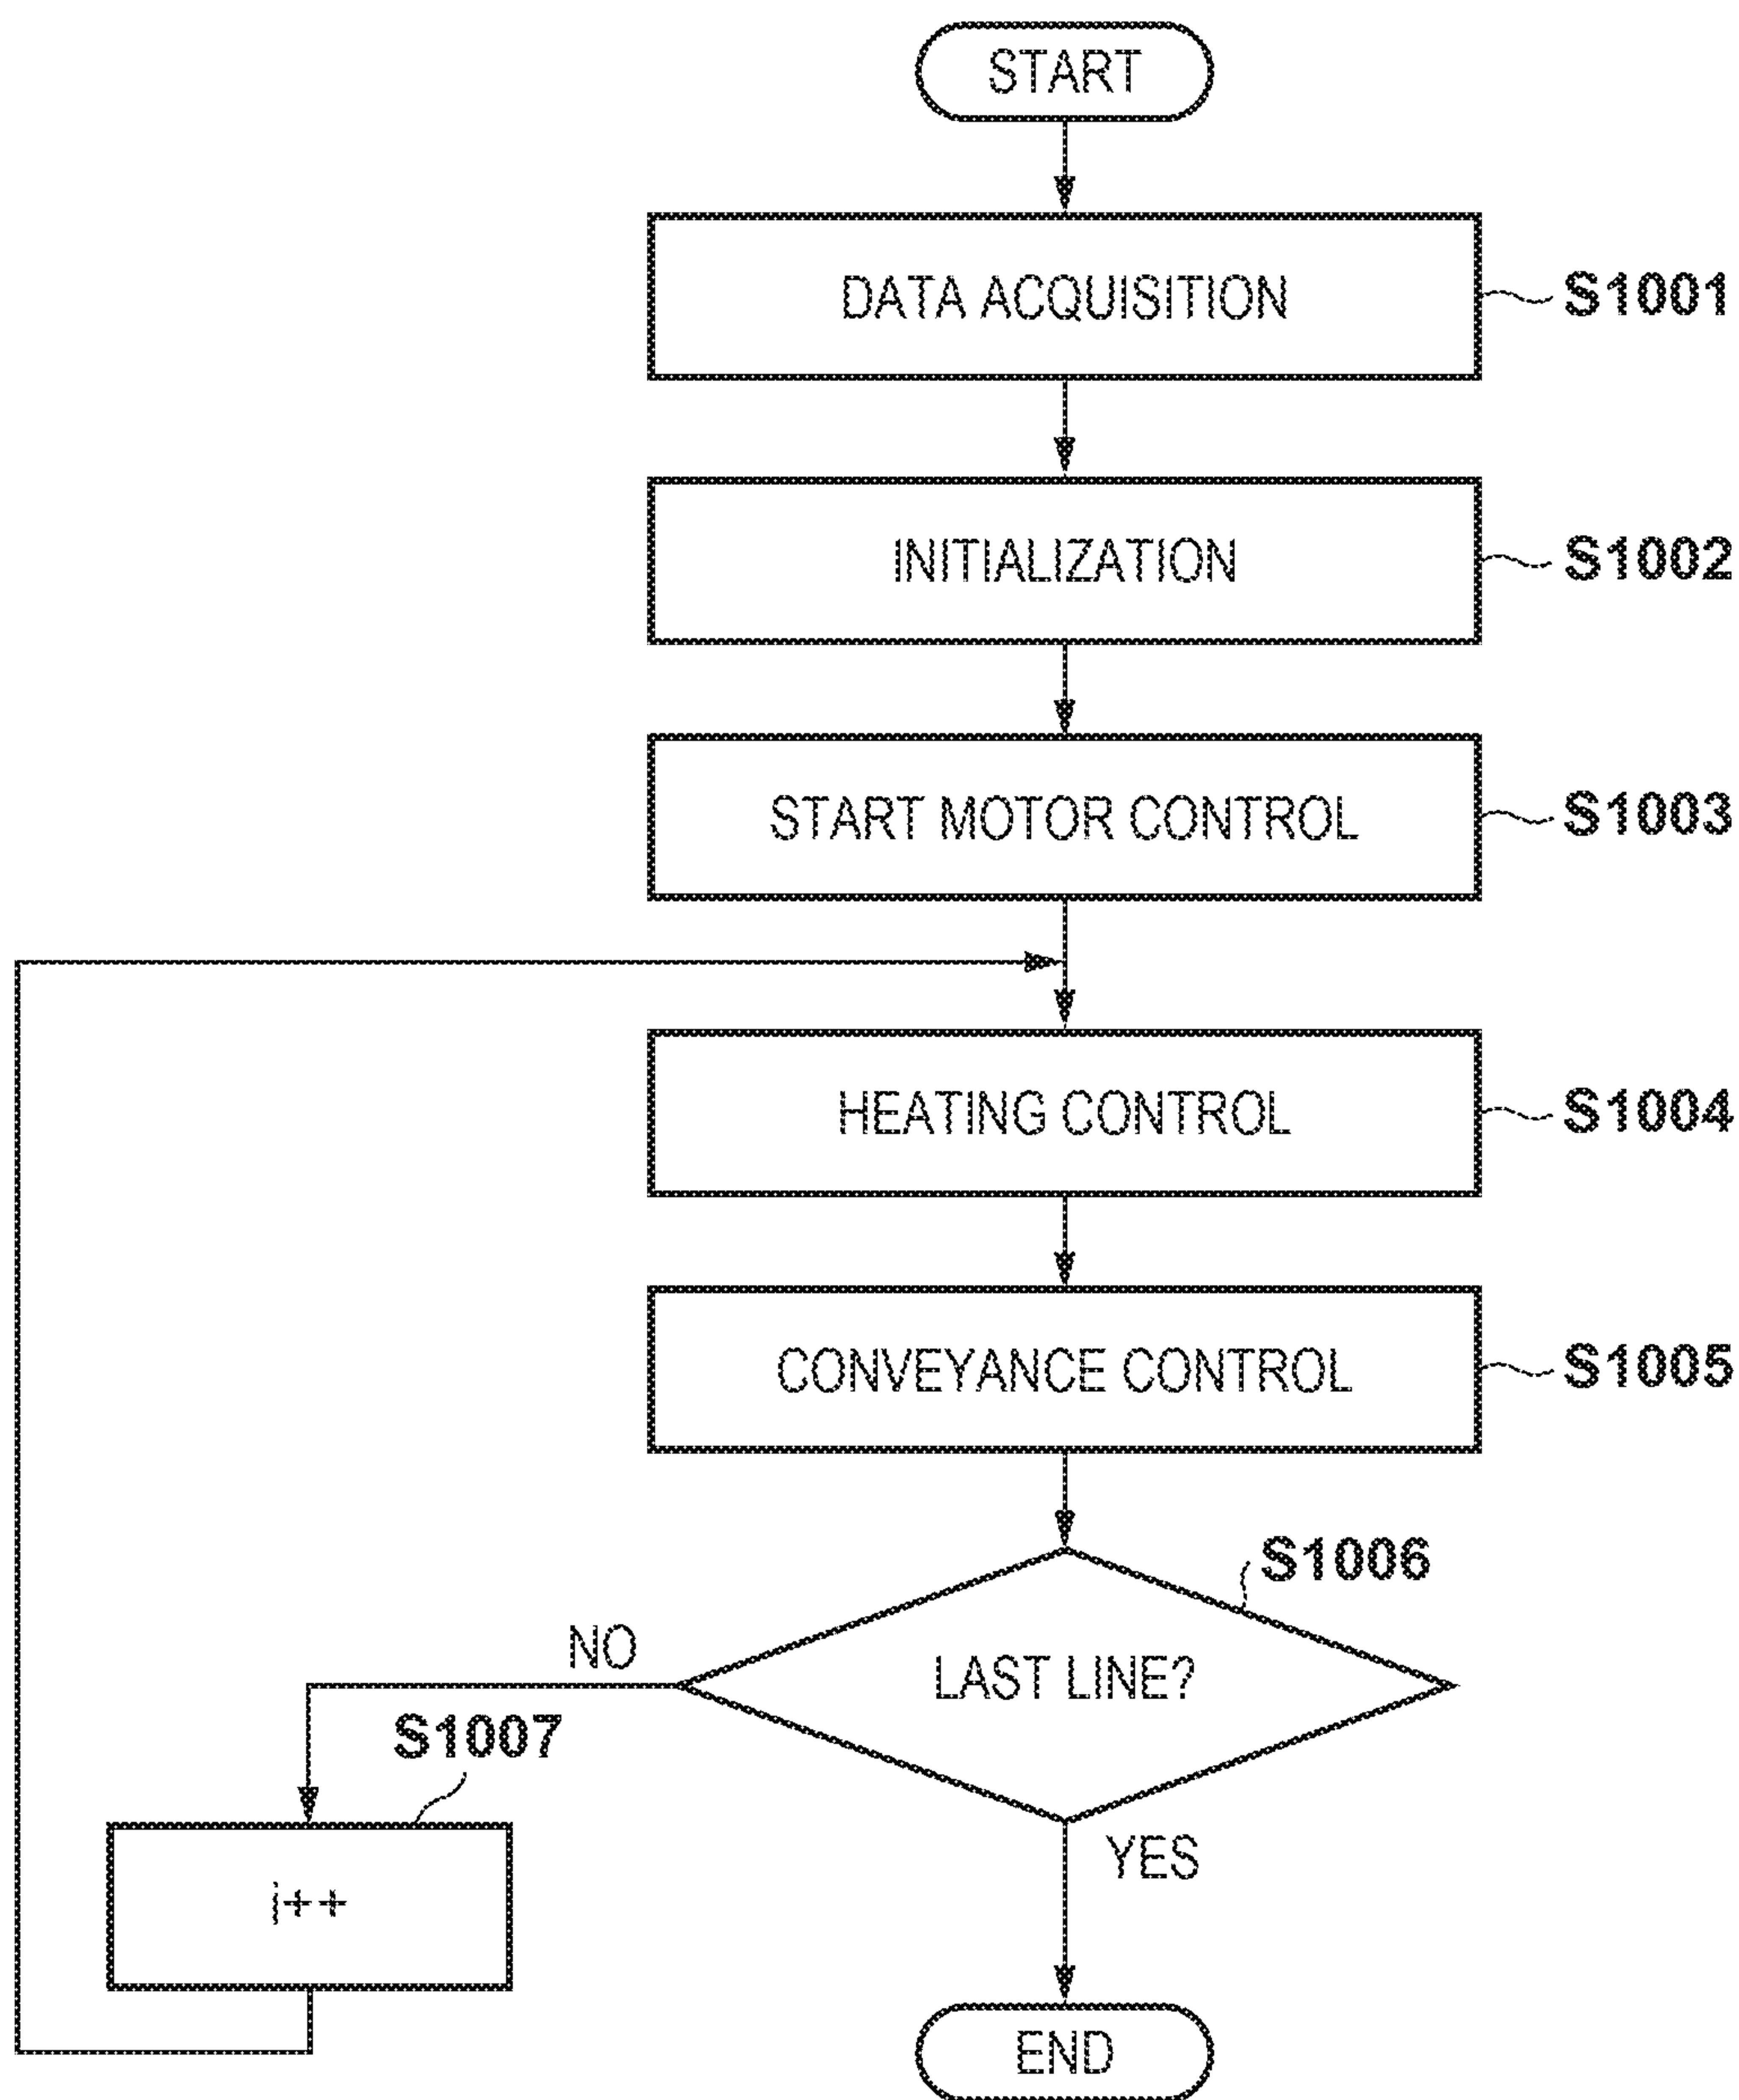 START
DATA ACQUISITION
S1001
INITIALIZATION
S1002
START MOTOR CONTROL
S1003
HEATING CONTROL
S1004
CONVEYANCE CONTROL
S1005
S1006
LAST LINE?
NO
S1007
YES
i++
END